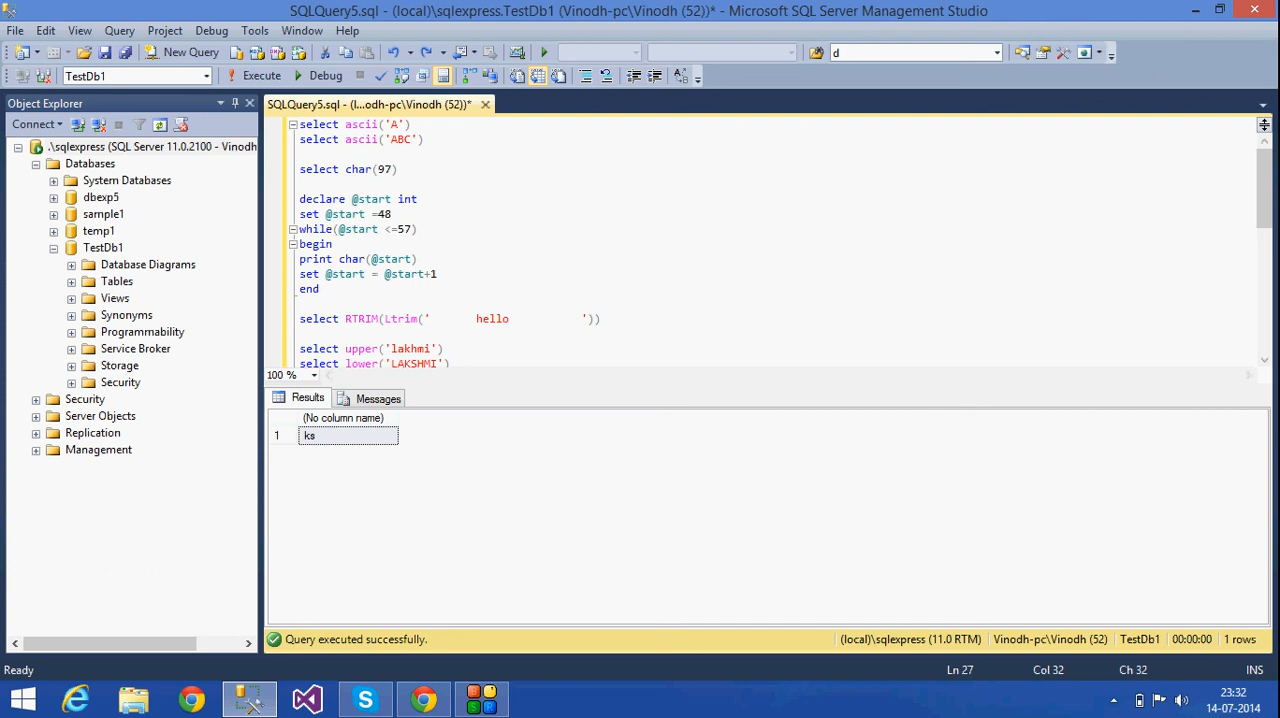 SQLQuery5.sql - (local)\sqlexpress.TestDb1 (Vinodh-pc\Vinodh (52))* - Microsoft SQL Server Management Studio
File Edit View Query Project Debug Tools Window Help
New Query d
TestDb1 Execute Debug
Object Explorer
Connect
.\sqlexpress (SQL Server 11.0.2100 - Vinodh
Databases
System Databases
dbexp5
sample1
temp1
TestDb1
Database Diagrams
Tables
Views
Synonyms
Programmability
Service Broker
Storage
Security
Security
Server Objects
Replication
Management
SQLQuery5.sql - (l...odh-pc\Vinodh (52))*
select ascii('A')
select ascii('ABC')
select char(97)
declare @start int
set @start =48
while(@start <=57)
begin
print char(@start)
set @start = @start+1
end
select RTRIM(Ltrim('       hello           '))
select upper('lakhmi')
select lower('LAKSHMI')
100 %
Results Messages
(No column name)
1 ks
Query executed successfully. (local)\sqlexpress (11.0 RTM) Vinodh-pc\Vinodh (52) TestDb1 00:00:00 1 rows
Ready Ln 27 Col 32 Ch 32 INS
23:32
14-07-2014